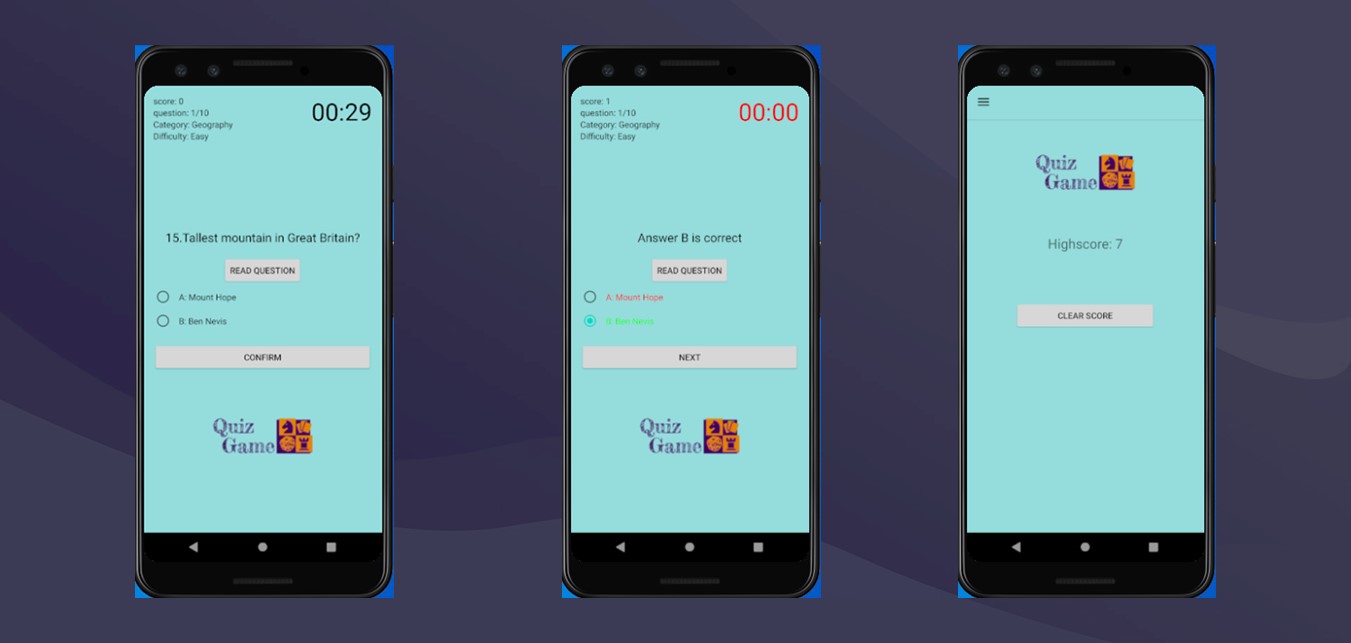 score: 0
question: 1/10
Category: Geography
Difficulty: Easy
00:29
15.Tallest mountain in Great Britain?
READ QUESTION
A: Mount Hope
B: Ben Nevis
CONFIRM
Quiz
Game
score: 1
question: 1/10
Category: Geography
Difficulty: Easy
00:00
Answer B is correct
READ QUESTION
A: Mount Hope
B: Ben Nevis
NEXT
Quiz
Game
Quiz
Game
Highscore: 7
CLEAR SCORE